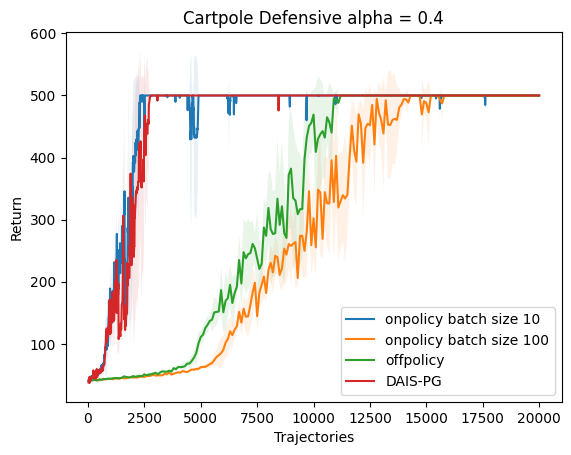 Cartpole Defensive alpha = 0.4
600
500
400
300
200
100
Return
0
2500
5000
7500
10000
12500
15000
17500
20000
Trajectories
onpolicy batch size 10
onpolicy batch size 100
offpolicy
DAIS-PG